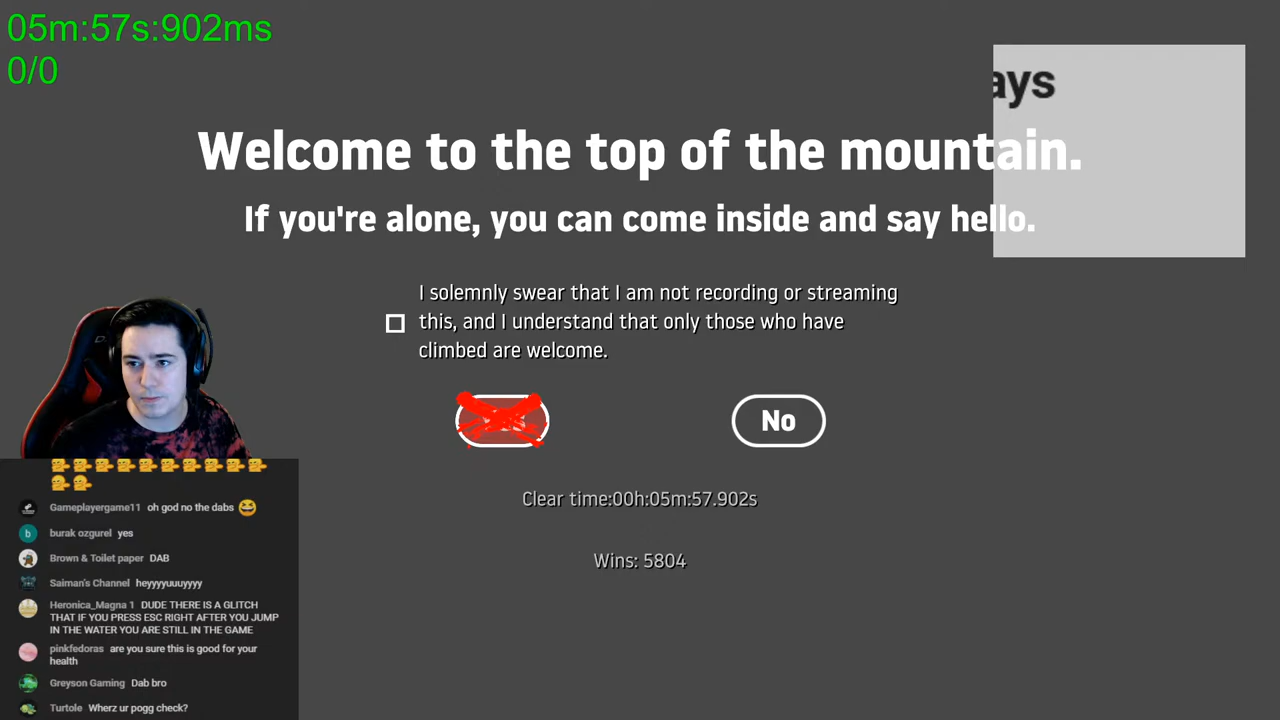 05m:57s:902ms
0/0
ays
Welcome to the top of the mountain.
If you're alone, you can come inside and say hello.
I solemnly swear that I am not recording or streaming
this, and I understand that only those who have
climbed are welcome.
No
Clear time:00h:05m:57.902s
Wins: 5804
Gameplayergame11 oh god no the dabs
burak ozgurel yes
Brown & Toilet paper DAB
Saiman's Channel heyyyyuuuyyyy
Heronica_Magna 1 DUDE THERE IS A GLITCH
THAT IF YOU PRESS ESC RIGHT AFTER YOU JUMP
IN THE WATER YOU ARE STILL IN THE GAME
pinkfedoras are you sure this is good for your
health
Greyson Gaming Dab bro
Turtole Wherz ur pogg check?